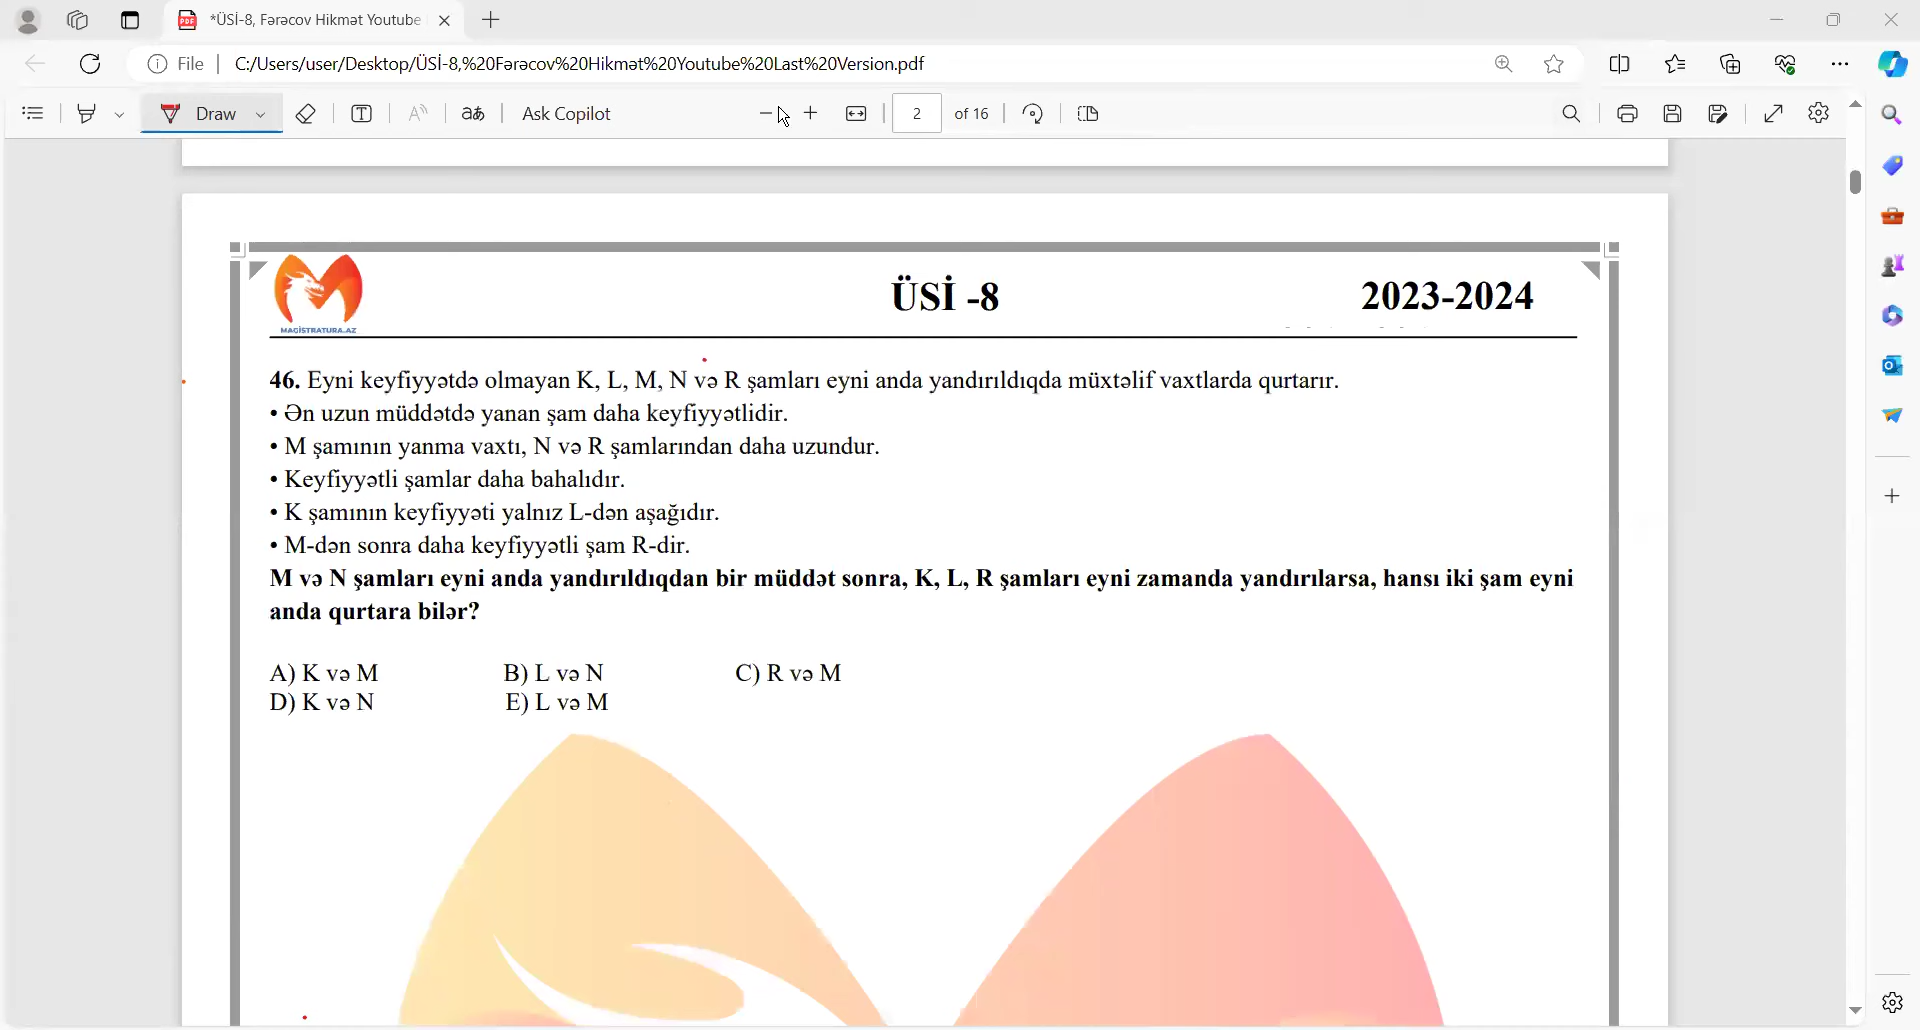 *ÜSİ-8, Fərəcov Hikmət Youtube
File
C:/Users/user/Desktop/ÜSİ-8,%20Fərəcov%20Hikmət%20Youtube%20Last%20Version.pdf
Draw
aあ
Ask Copilot
2 of 16
MAGİSTRATURA.AZ
ÜSİ -8
2023-2024
46. Eyni keyfiyyətdə olmayan K, L, M, N və R şamları eyni anda yandırıldıqda müxtəlif vaxtlarda qurtarır.
• Ən uzun müddətdə yanan şam daha keyfiyyətlidir.
• M şamının yanma vaxtı, N və R şamlarından daha uzundur.
• Keyfiyyətli şamlar daha bahalıdır.
• K şamının keyfiyyəti yalnız L-dən aşağıdır.
• M-dən sonra daha keyfiyyətli şam R-dir.
M və N şamları eyni anda yandırıldıqdan bir müddət sonra, K, L, R şamları eyni zamanda yandırılarsa, hansı iki şam eyni
anda qurtara bilər?
A) K və M B) L və N C) R və M
D) K və N E) L və M